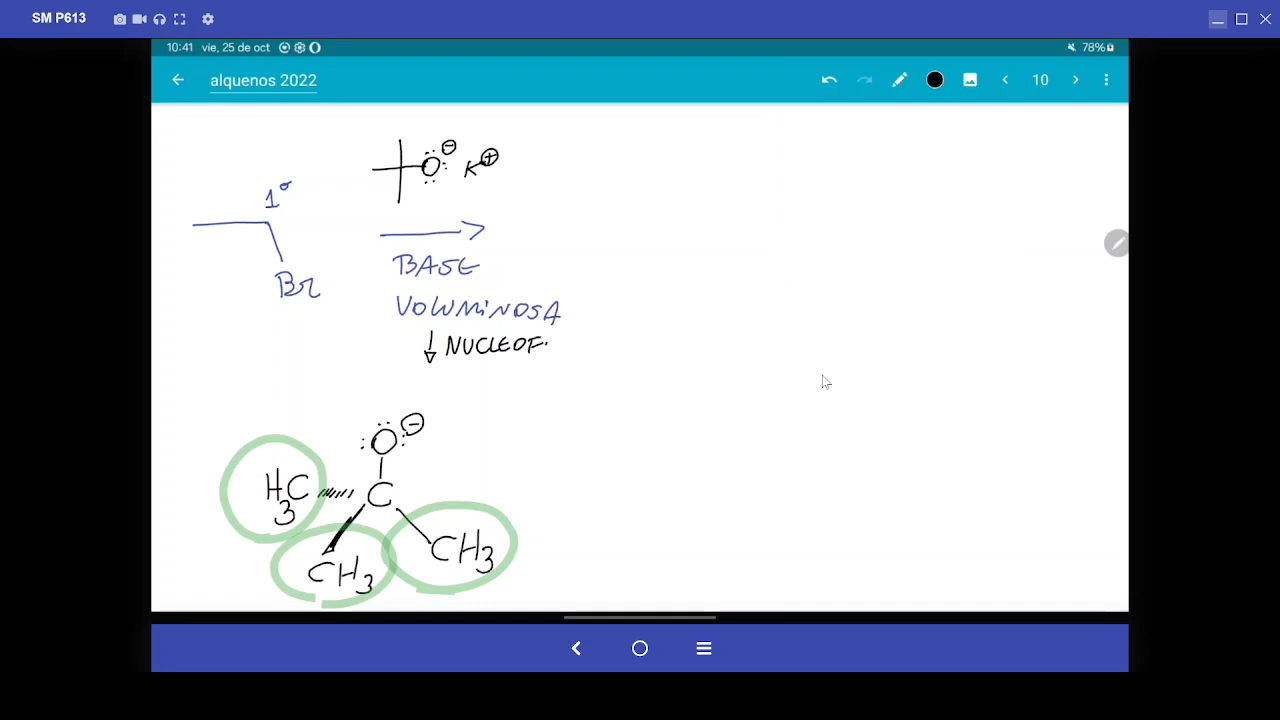 SM P613
10:41 vie, 25 de oct 78%
alquenos 2022
10
O⊖ K⊕
1º
Br
BASE
VOLUMINOSA
↓ NUCLEOF.
O⊖
H3C C
CH3
CH3